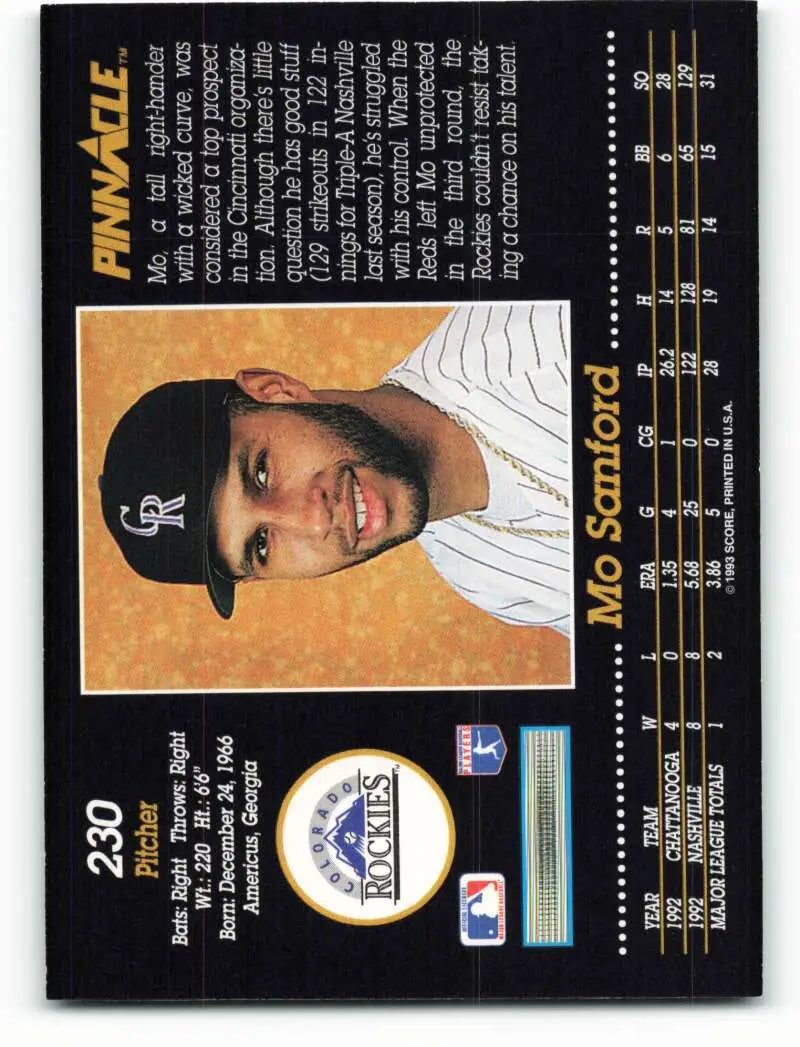 230
Pitcher
Bats: Right Throws: Right
Wt.: 220 Ht.: 6'6"
Born: December 24, 1966
Americus, Georgia
COLORADO
ROCKIES™
CR
PINNACLE™
Mo, a tall right-hander
with a wicked curve, was
considered a top prospect
in the Cincinnati organiza-
tion. Although there's little
question he has good stuff
(129 strikeouts in 122 in-
nings for Triple-A Nashville
last season), he's struggled
with his control. When the
Reds left Mo unprotected
in the third round, the
Rockies couldn't resist tak-
ing a chance on his talent.
PLAYERS
Mo Sanford
YEAR TEAM W L ERA G CG IP H R BB SO
1992 CHATTANOOGA 4 0 1.35 4 1 26.2 14 5 6 28
1992 NASHVILLE 8 8 5.68 25 0 122 128 81 65 129
MAJOR LEAGUE TOTALS 1 2 3.86 5 0 28 19 14 15 31
© 1993 SCORE, PRINTED IN U.S.A.